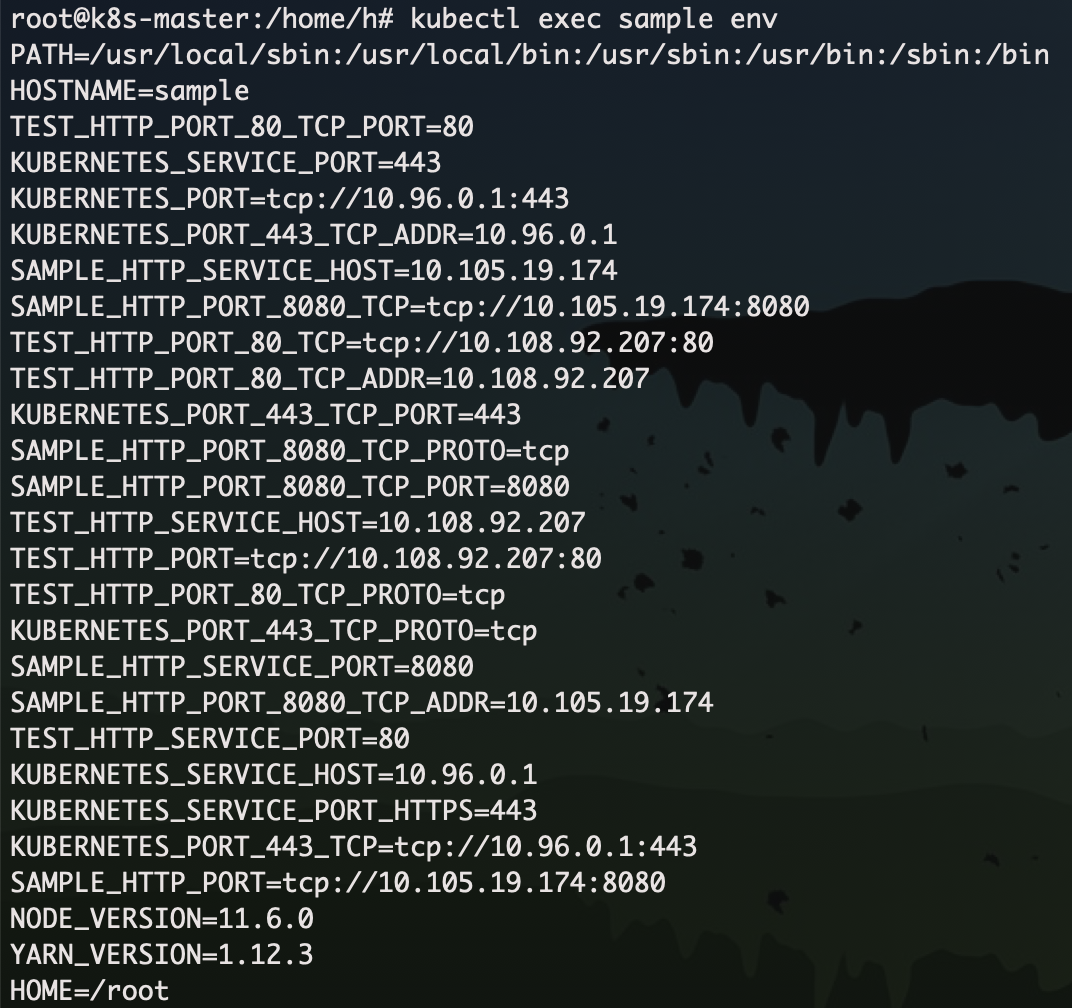 root@k8s-master:/home/h# kubectl exec sample env
PATH=/usr/local/sbin:/usr/local/bin:/usr/sbin:/usr/bin:/sbin:/bin
HOSTNAME=sample
TEST_HTTP_PORT_80_TCP_PORT=80
KUBERNETES_SERVICE_PORT=443
KUBERNETES_PORT=tcp://10.96.0.1:443
KUBERNETES_PORT_443_TCP_ADDR=10.96.0.1
SAMPLE_HTTP_SERVICE_HOST=10.105.19.174
SAMPLE_HTTP_PORT_8080_TCP=tcp://10.105.19.174:8080
TEST_HTTP_PORT_80_TCP=tcp://10.108.92.207:80
TEST_HTTP_PORT_80_TCP_ADDR=10.108.92.207
KUBERNETES_PORT_443_TCP_PORT=443
SAMPLE_HTTP_PORT_8080_TCP_PROTO=tcp
SAMPLE_HTTP_PORT_8080_TCP_PORT=8080
TEST_HTTP_SERVICE_HOST=10.108.92.207
TEST_HTTP_PORT=tcp://10.108.92.207:80
TEST_HTTP_PORT_80_TCP_PROTO=tcp
KUBERNETES_PORT_443_TCP_PROTO=tcp
SAMPLE_HTTP_SERVICE_PORT=8080
SAMPLE_HTTP_PORT_8080_TCP_ADDR=10.105.19.174
TEST_HTTP_SERVICE_PORT=80
KUBERNETES_SERVICE_HOST=10.96.0.1
KUBERNETES_SERVICE_PORT_HTTPS=443
KUBERNETES_PORT_443_TCP=tcp://10.96.0.1:443
SAMPLE_HTTP_PORT=tcp://10.105.19.174:8080
NODE_VERSION=11.6.0
YARN_VERSION=1.12.3
HOME=/root